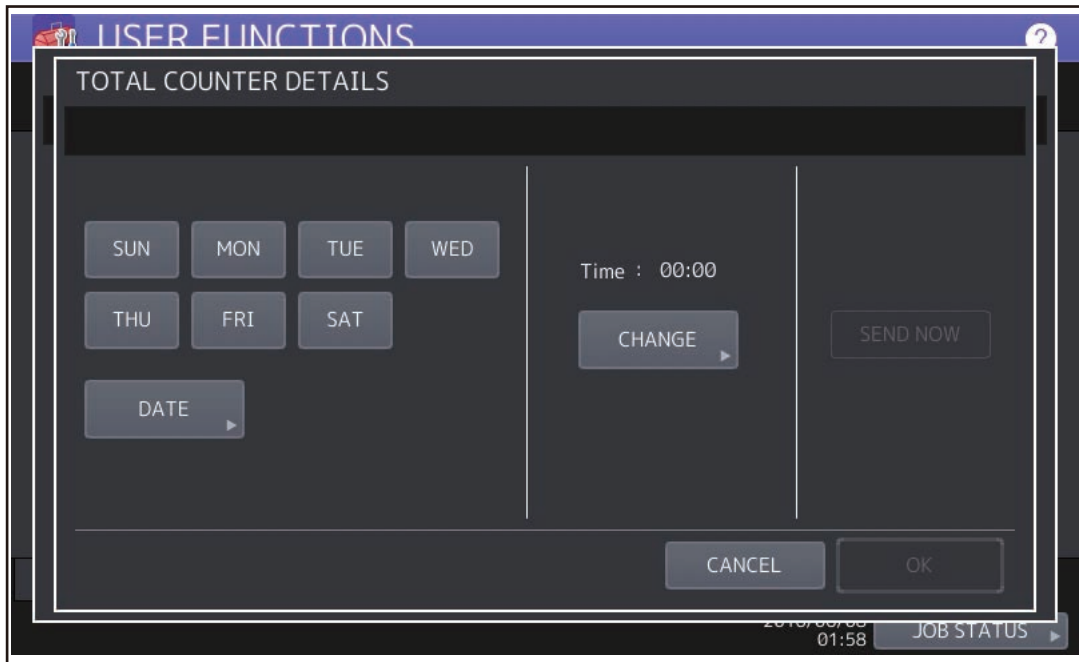 USER FUNCTIONS
?
TOTAL COUNTER DETAILS
SUN MON TUE WED
THU FRI SAT
DATE
Time : 00:00
CHANGE
SEND NOW
CANCEL OK
01:58
JOB STATUS